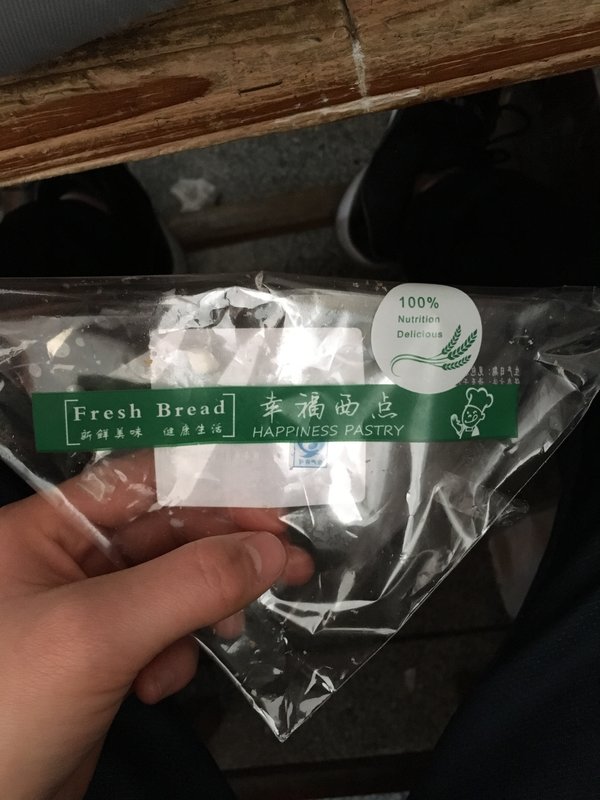 100%
Nutrition
Delicious
Fresh Bread
新鲜美味 健康生活
幸福西点
HAPPINESS PASTRY